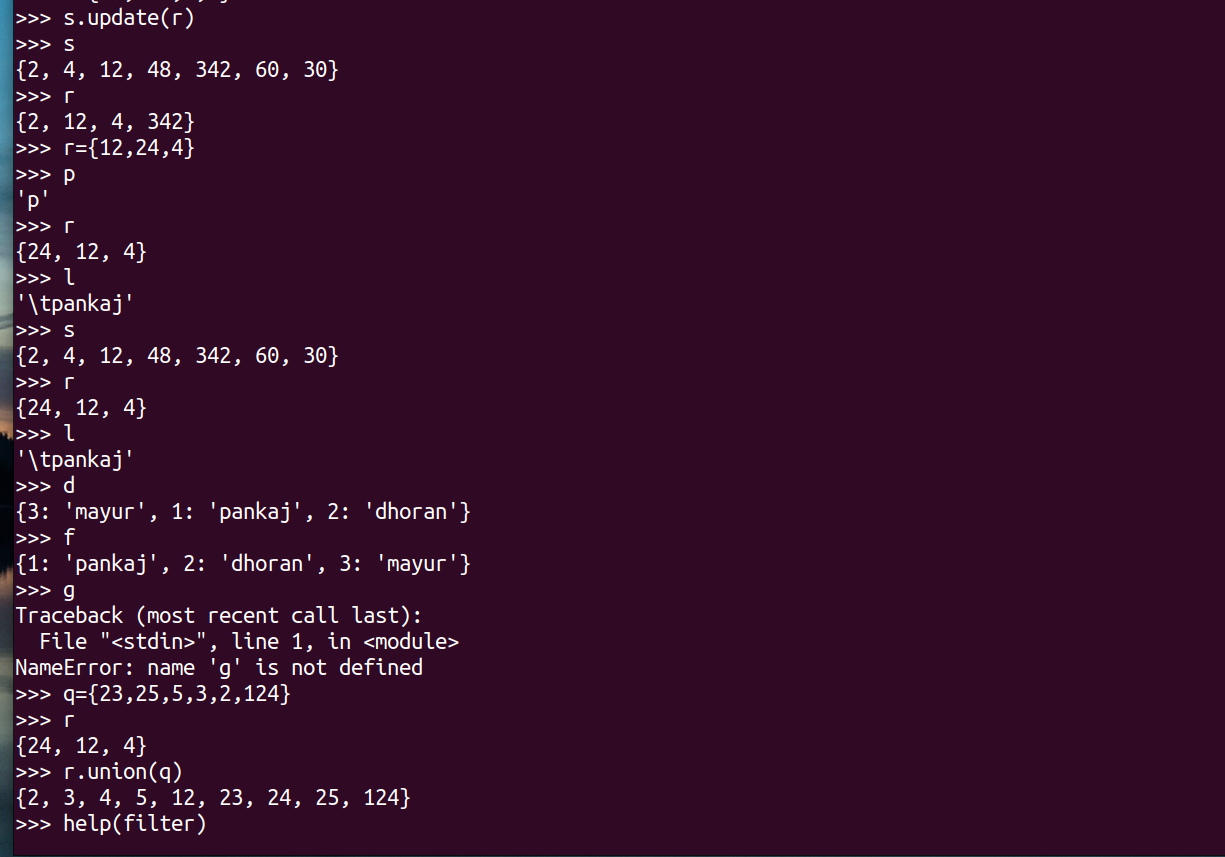 >>> s.update(r)
>>> s
{2, 4, 12, 48, 342, 60, 30}
>>> r
{2, 12, 4, 342}
>>> r={12,24,4}
>>> p
'p'
>>> r
{24, 12, 4}
>>> l
'\tpankaj'
>>> s
{2, 4, 12, 48, 342, 60, 30}
>>> r
{24, 12, 4}
>>> l
'\tpankaj'
>>> d
{3: 'mayur', 1: 'pankaj', 2: 'dhoran'}
>>> f
{1: 'pankaj', 2: 'dhoran', 3: 'mayur'}
>>> g
Traceback (most recent call last):
  File "<stdin>", line 1, in <module>
NameError: name 'g' is not defined
>>> q={23,25,5,3,2,124}
>>> r
{24, 12, 4}
>>> r.union(q)
{2, 3, 4, 5, 12, 23, 24, 25, 124}
>>> help(filter)